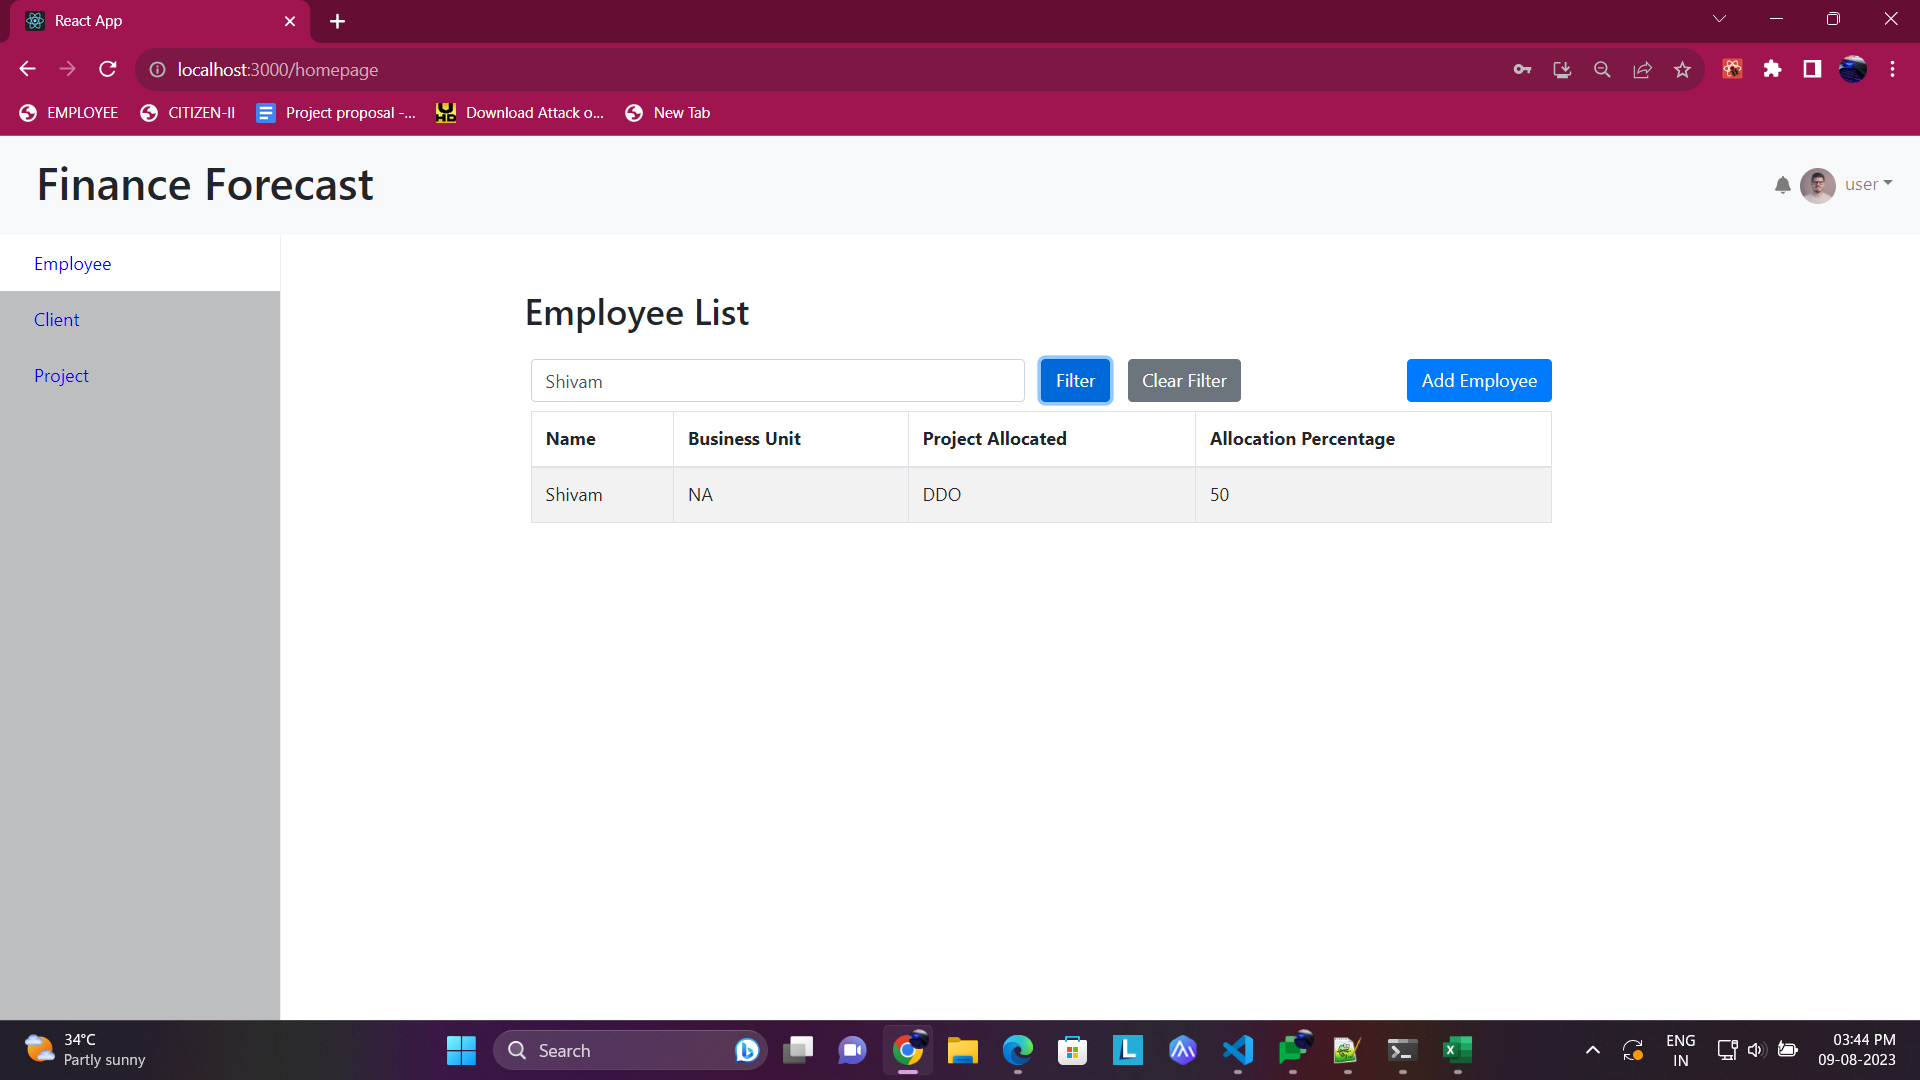 React App
localhost:3000/homepage
EMPLOYEE
CITIZEN-II
Project proposal -...
Download Attack o...
New Tab
Finance Forecast
user
Employee
Client
Project
Employee List
Shivam
Filter
Clear Filter
Add Employee
Name Business Unit Project Allocated Allocation Percentage
Shivam NA DDO 50
34°C
Partly sunny
Search
ENG
IN
03:44 PM
09-08-2023